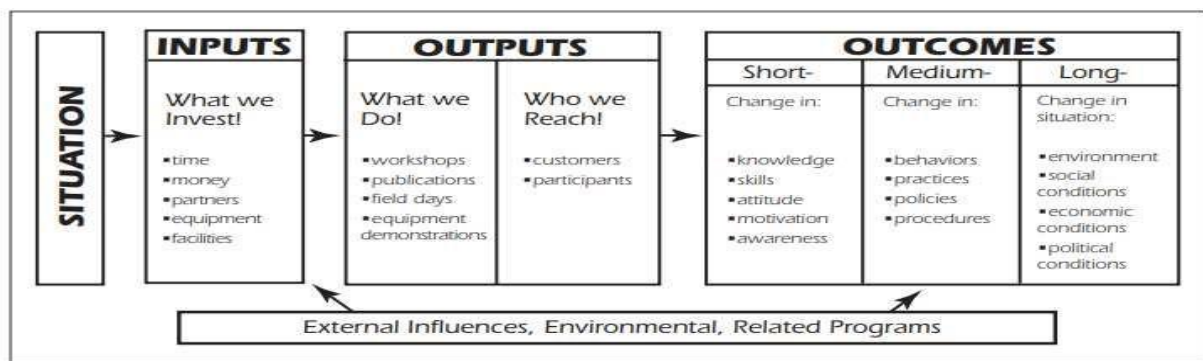 SITUATION
INPUTS
What we
Invest!
▪time
▪money
▪partners
▪equipment
▪facilities
OUTPUTS
What we
Do!
▪workshops
▪publications
▪field days
▪equipment
demonstrations
Who we
Reach!
▪customers
▪participants
OUTCOMES
Short-
Change in:
▪knowledge
▪skills
▪attitude
▪motivation
▪awareness
Medium-
Change in:
▪behaviors
▪practices
▪policies
▪procedures
Long-
Change in
situation:
▪environment
▪social
conditions
▪economic
conditions
▪political
conditions
External Influences, Environmental, Related Programs